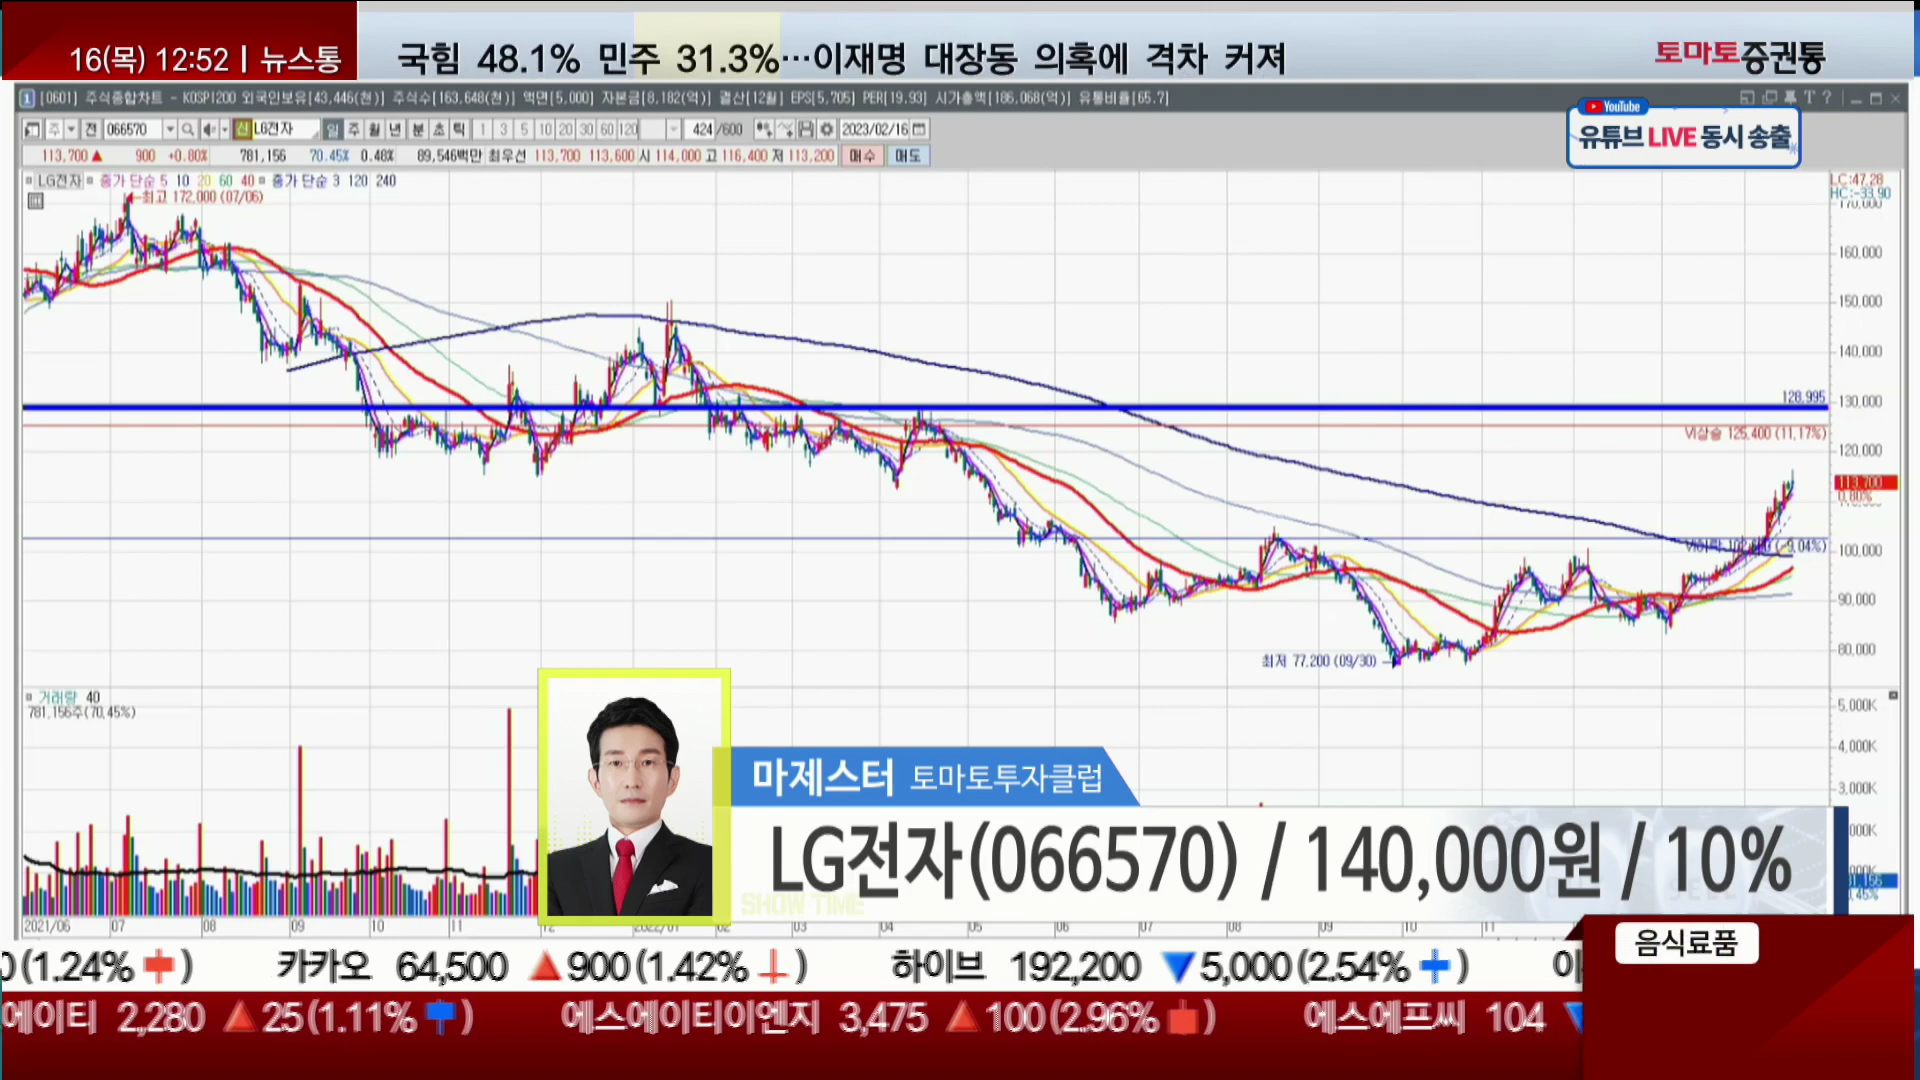 16(목) 12:52 | 뉴스통
국힘 48.1% 민주 31.3%…이재명 대장동 의혹에 격차 커져
토마토증권통
1 [0601] 주식종합차트 - KOSPI200 외국인보유[43,446(천)] 주식수[163,648(천)] 액면[5,000] 자본금[8,182(억)] 결산[12월] EPS[5,705] PER[19.93] 시가총액[186,068(억)] 유통비율[65.7]
YouTube
유튜브 LIVE 동시 송출
주 전 066570 신 LG전자 일 주 월 년 분 초 틱 1 3 5 10 20 30 60 120 424 /600 2023/02/16
113,700 ▲ 900 +0.80% 781,156 70.45% 0.48% 89,546백만 최우선 113,700 113,600 시 114,000 고 116,400 저 113,200 매수 매도
LG전자 종가 단순 5 10 20 60 40 종가 단순 3 120 240
LC:47.28
HC:-33.90
최고 172,000 (07/06)
170,000
160,000
150,000
140,000
128,995
130,000
VI상승 125,400 (11.17%)
120,000
113,700
0.80%
100,000
90,000
80,000
최저 77,200 (09/30)
거래량 40
781,156주(70.45%)
5,000K
4,000K
3,000K
마제스터 토마토투자클럽
LG전자(066570) / 140,000원 / 10%
SHOW TIME
2021/06 07 08 09 10 11 12 2022/01 02 03 04 05 06 07 08 09 10 11
음식료품
0(1.24% ) 카카오 64,500 ▲900(1.42% ) 하이브 192,200 ▼5,000(2.54% )
에이티 2,280 ▲25(1.11% ) 에스에이티이엔지 3,475 ▲100(2.96% ) 에스에프씨 104 ▼